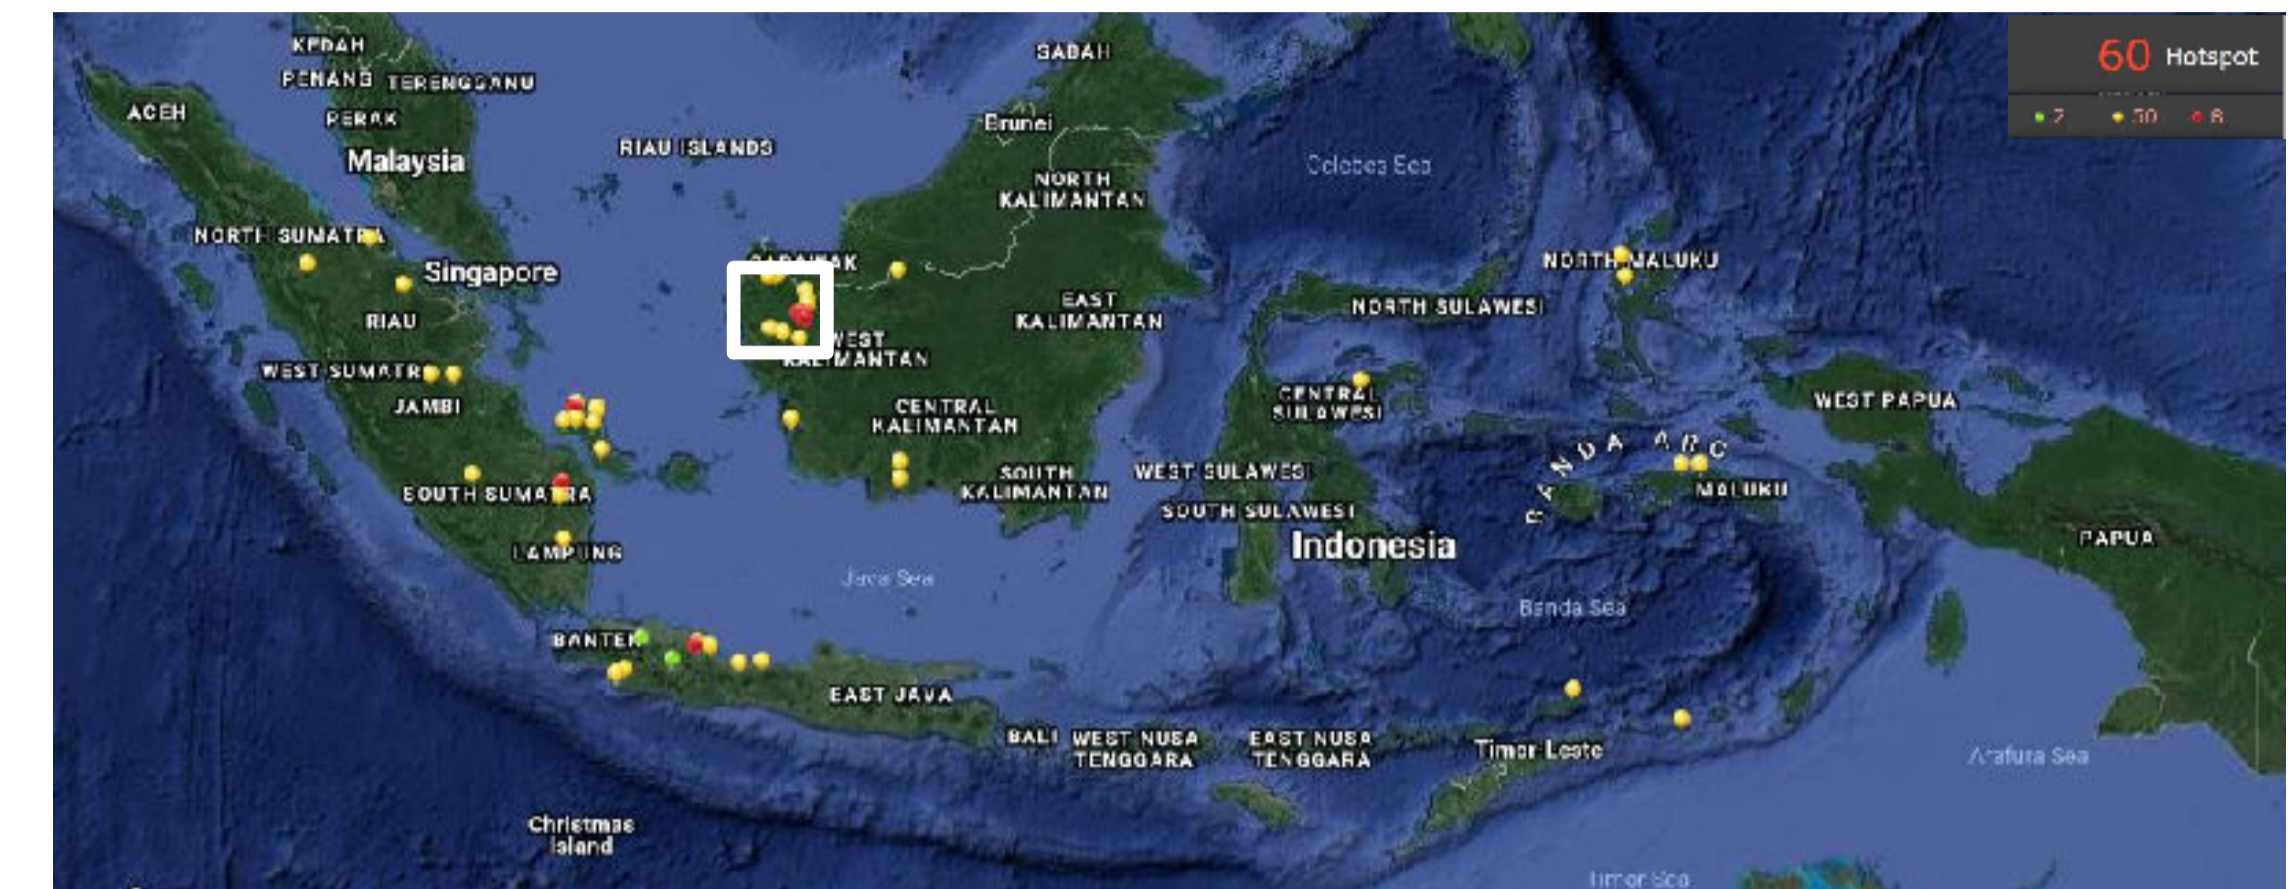 KEDAH
SABAH
60 Hotspot
PENANG TERENGGANU
ACEH
PERAK
Brunei
2 50 8
RIAU ISLANDS
Malaysia
Celebes Sea
NORTH
KALIMANTAN
NORTH SUMATRA
SARAWAK
NORTH MALUKU
Singapore
EAST
KALIMANTAN
NORTH SULAWESI
RIAU
WEST
KALIMANTAN
WEST SUMATR
CENTRAL
SULAWESI
WEST PAPUA
JAMBI
CENTRAL
KALIMANTAN
BANDA ARC
SOUTH
KALIMANTAN
WEST SULAWESI
SOUTH SUMATRA
MALUKU
SOUTH SULAWESI
Indonesia
PAPUA
LAMPUNG
Java Sea
Banda Sea
BANTEN
EAST JAVA
BALI
WEST NUSA
TENGGARA
EAST NUSA
TENGGARA
Timor-Leste
Arafura Sea
Christmas
Island
Timor Sea